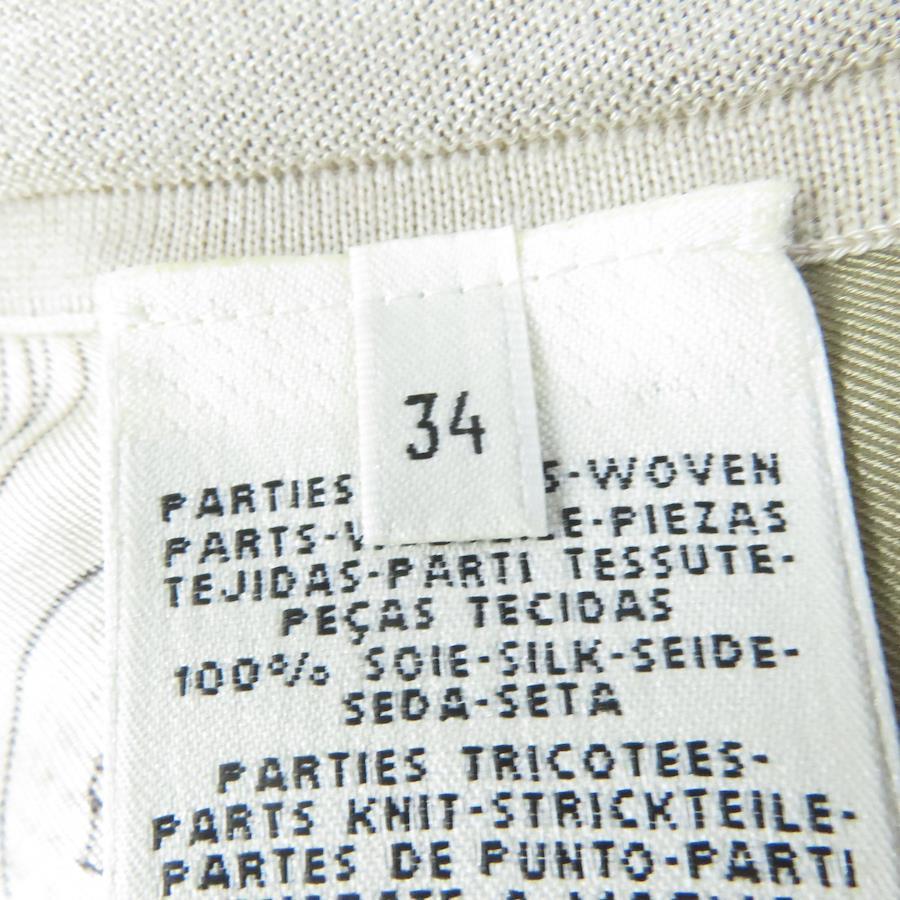 34
PARTIES S-WOVEN
PARTS-V LE-PIEZAS
TEJIDAS-PARTI TESSUTE-
PEÇAS TECIDAS
100% SOIE-SILK-SEIDE-
SEDA-SETA
PARTIES TRICOTEES-
PARTS KNIT-STRICKTEILE-
PARTES DE PUNTO-PARTI